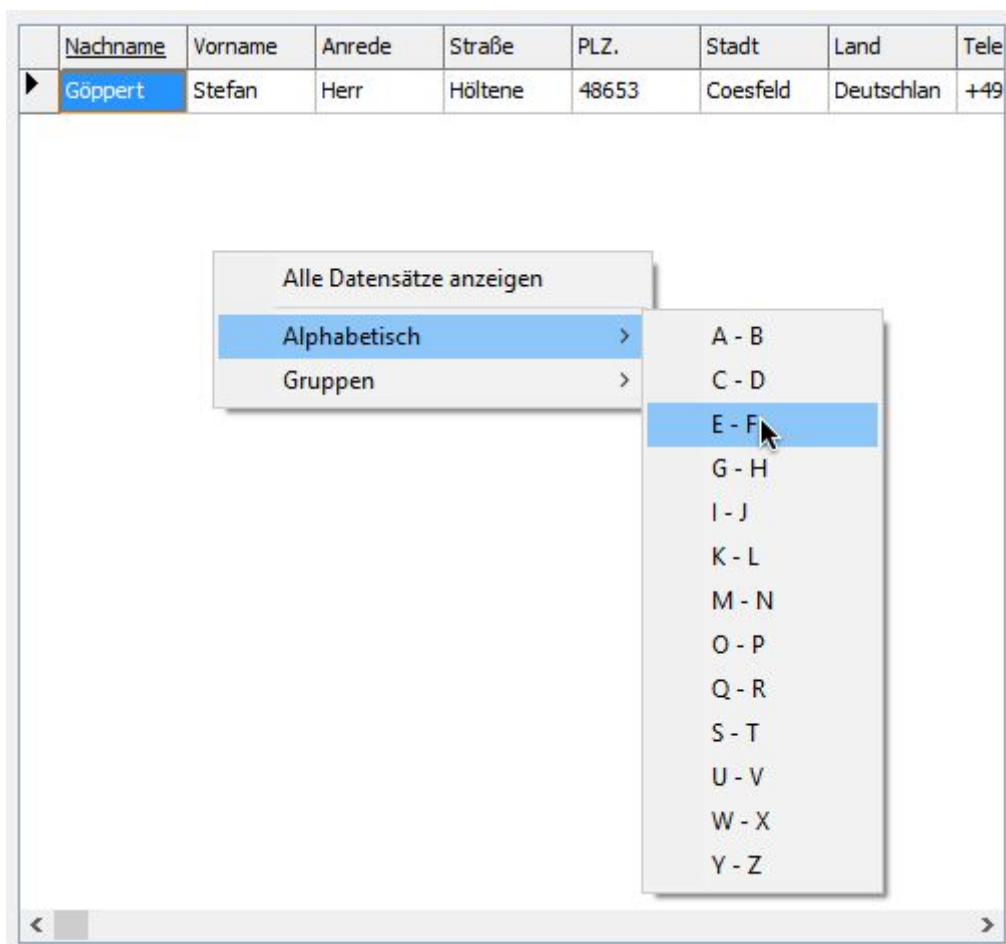 Nachname Vorname Anrede Straße PLZ. Stadt Land Tele
Göppert Stefan Herr Höltene 48653 Coesfeld Deutschlan +49
Alle Datensätze anzeigen
Alphabetisch
Gruppen
A - B
C - D
E - F
G - H
I - J
K - L
M - N
O - P
Q - R
S - T
U - V
W - X
Y - Z